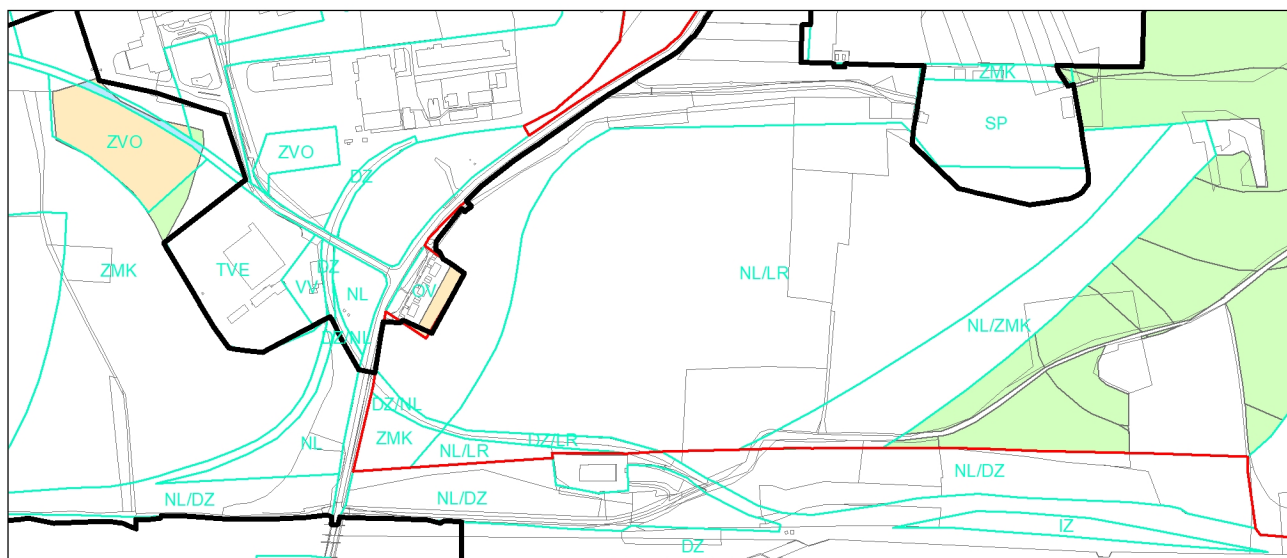 ZMK
SP
ZVO
ZVO
DZ
ZMK
TVE
DZ
VV
NL
OV
NL/LR
NL/ZMK
DZ/NL
DZ/NL
ZMK
NL
NL/LR
DZ/LR
NL/DZ
NL/DZ
NL/DZ
IZ
DZ